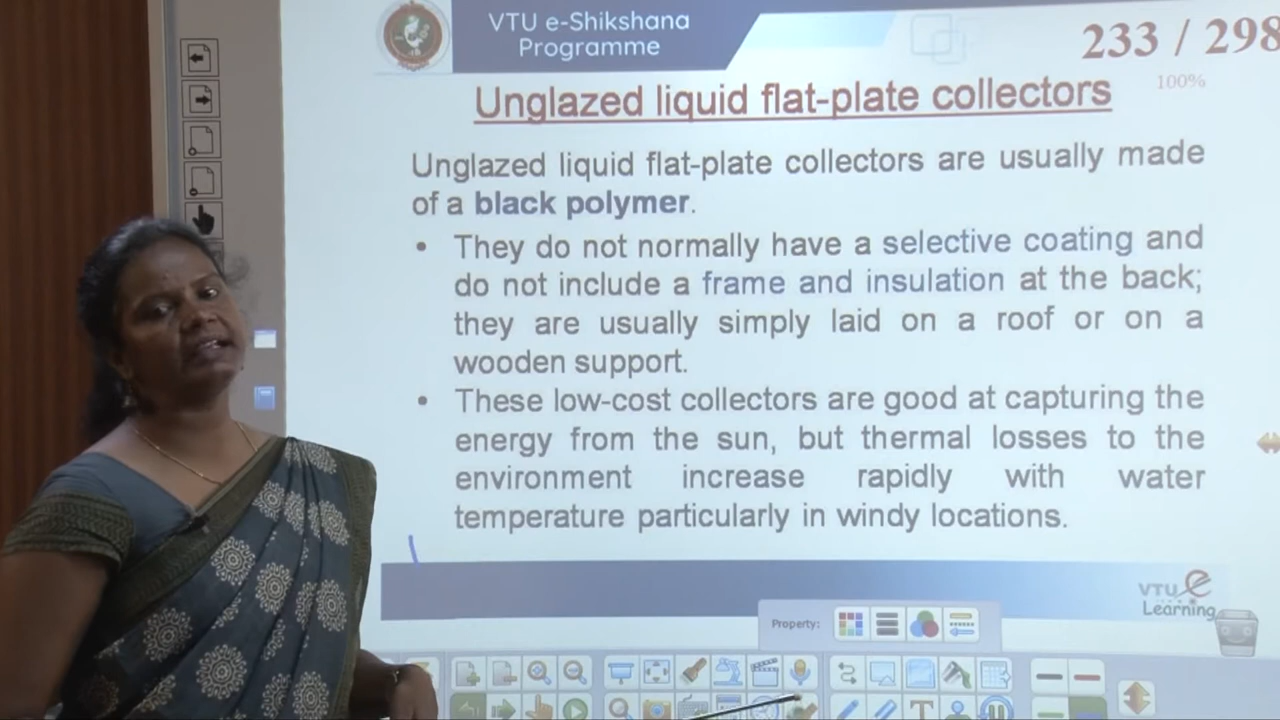 VTU e-Shikshana
Programme
233 / 298
100%
Unglazed liquid flat-plate collectors
Unglazed liquid flat-plate collectors are usually made
of a black polymer.
• They do not normally have a selective coating and
do not include a frame and insulation at the back;
they are usually simply laid on a roof or on a
wooden support.
• These low-cost collectors are good at capturing the
energy from the sun, but thermal losses to the
environment increase rapidly with water
temperature particularly in windy locations.
VTU e
Learning
Property: